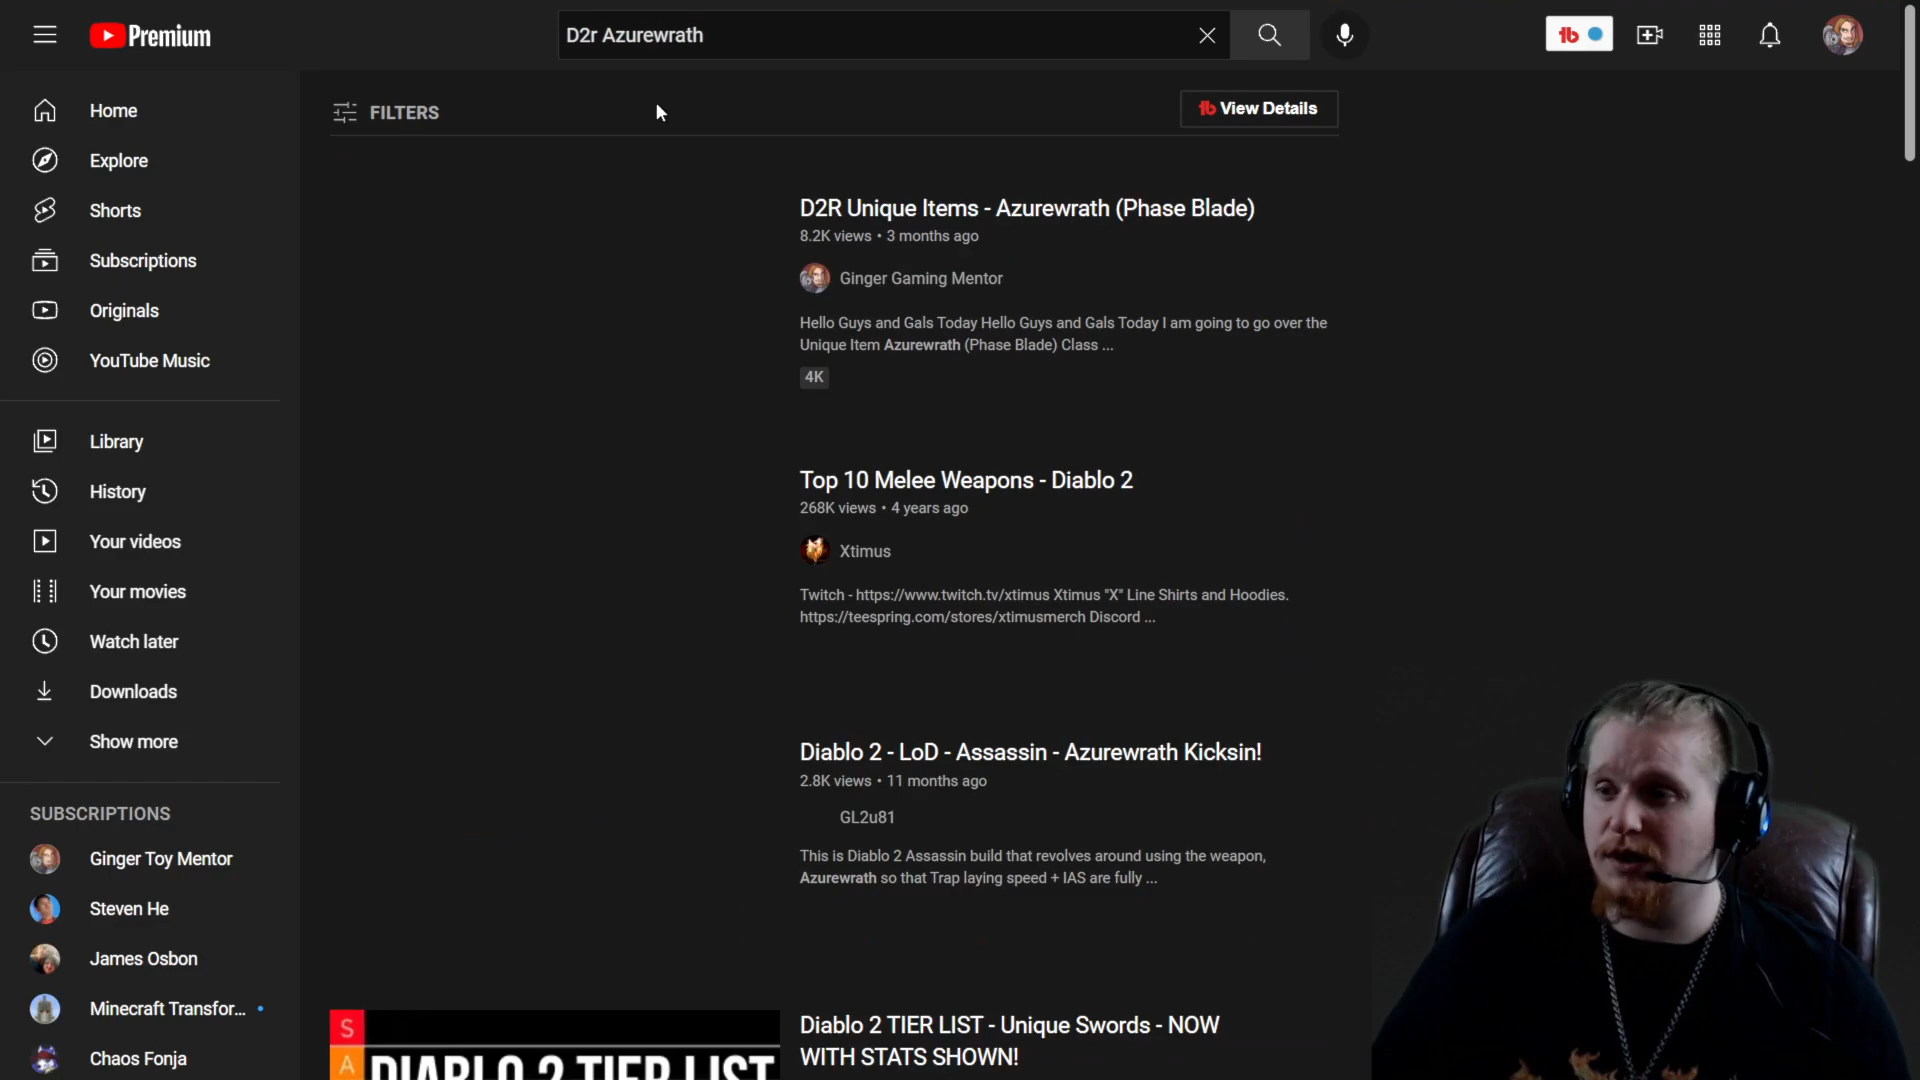 Premium
D2r Azurewrath
Home
Explore
Shorts
Subscriptions
Originals
YouTube Music
Library
History
Your videos
Your movies
Watch later
Downloads
Show more
SUBSCRIPTIONS
Ginger Toy Mentor
Steven He
James Osbon
Minecraft Transfor...
Chaos Fonja
FILTERS
tb View Details
D2R Unique Items - Azurewrath (Phase Blade)
8.2K views • 3 months ago
Ginger Gaming Mentor
Hello Guys and Gals Today Hello Guys and Gals Today I am going to go over the
Unique Item Azurewrath (Phase Blade) Class ...
4K
Top 10 Melee Weapons - Diablo 2
268K views • 4 years ago
Xtimus
Twitch - https://www.twitch.tv/xtimus Xtimus "X" Line Shirts and Hoodies.
https://teespring.com/stores/xtimusmerch Discord ...
Diablo 2 - LoD - Assassin - Azurewrath Kicksin!
2.8K views • 11 months ago
GL2u81
This is Diablo 2 Assassin build that revolves around using the weapon,
Azurewrath so that Trap laying speed + IAS are fully ...
S
A
DIABLO 2 TIER LIST
Diablo 2 TIER LIST - Unique Swords - NOW
WITH STATS SHOWN!